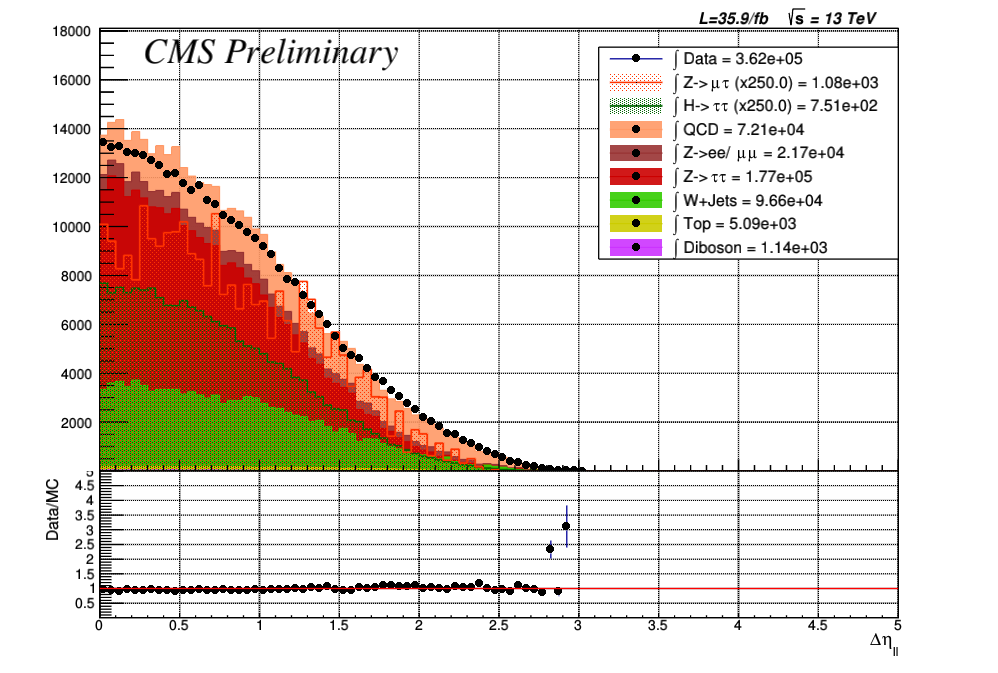 L=35.9/fb √s = 13 TeV
CMS Preliminary
18000
16000
14000
12000
10000
8000
6000
4000
2000
∫ Data = 3.62e+05
∫ Z->μτ (x250.0) = 1.08e+03
∫ H->ττ (x250.0) = 7.51e+02
∫ QCD = 7.21e+04
∫ Z->ee/ μμ = 2.17e+04
∫ Z->ττ = 1.77e+05
∫ W+Jets = 9.66e+04
∫ Top = 5.09e+03
∫ Diboson = 1.14e+03
Data/MC
5
4.5
4
3.5
3
2.5
2
1.5
1
0.5
0 0.5 1 1.5 2 2.5 3 3.5 4 4.5 5
Δη_ll